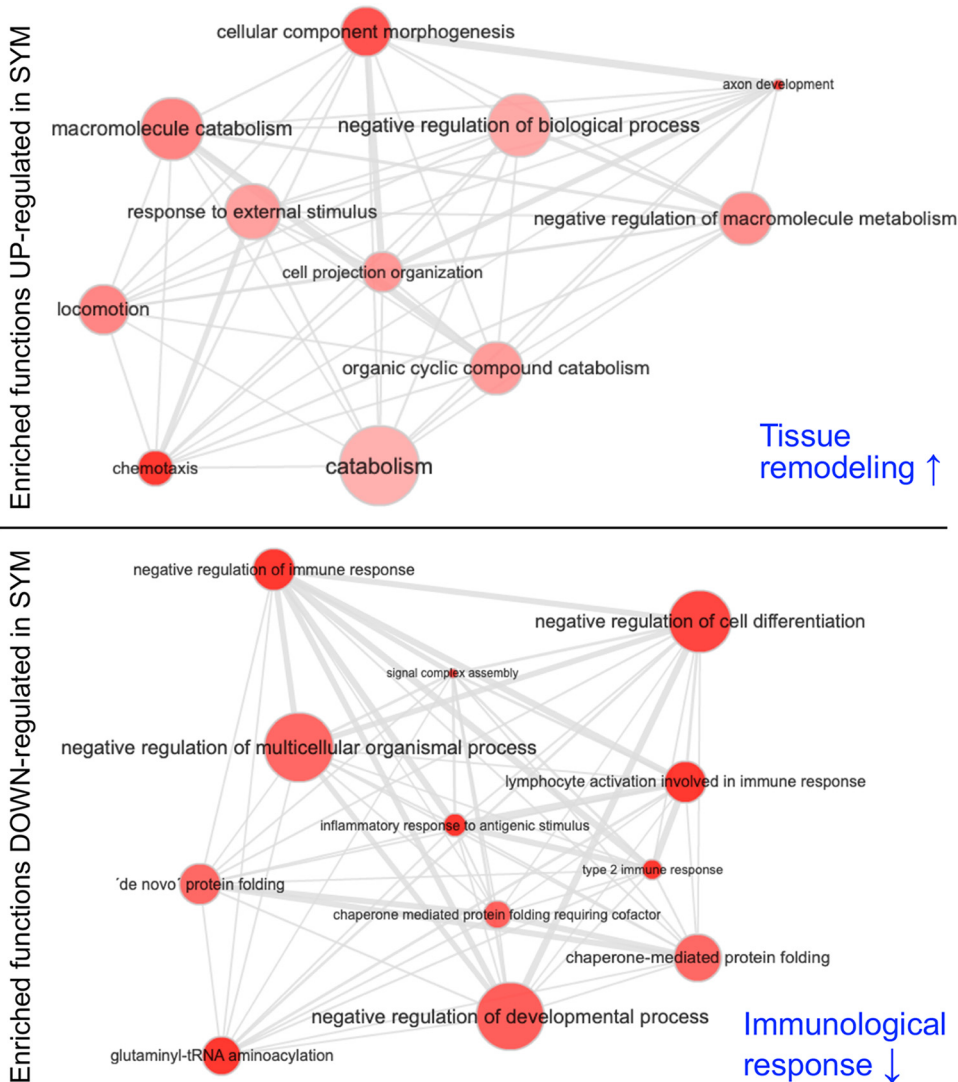 Enriched functions UP-regulated in SYM
cellular component morphogenesis
axon development
macromolecule catabolism
negative regulation of biological process
response to external stimulus
negative regulation of macromolecule metabolism
cell projection organization
locomotion
organic cyclic compound catabolism
chemotaxis
catabolism
Tissue
remodeling ↑
Enriched functions DOWN-regulated in SYM
negative regulation of immune response
negative regulation of cell differentiation
signal complex assembly
negative regulation of multicellular organismal process
lymphocyte activation involved in immune response
inflammatory response to antigenic stimulus
type 2 immune response
´de novo´ protein folding
chaperone mediated protein folding requiring cofactor
chaperone-mediated protein folding
negative regulation of developmental process
glutaminyl-tRNA aminoacylation
Immunological
response ↓